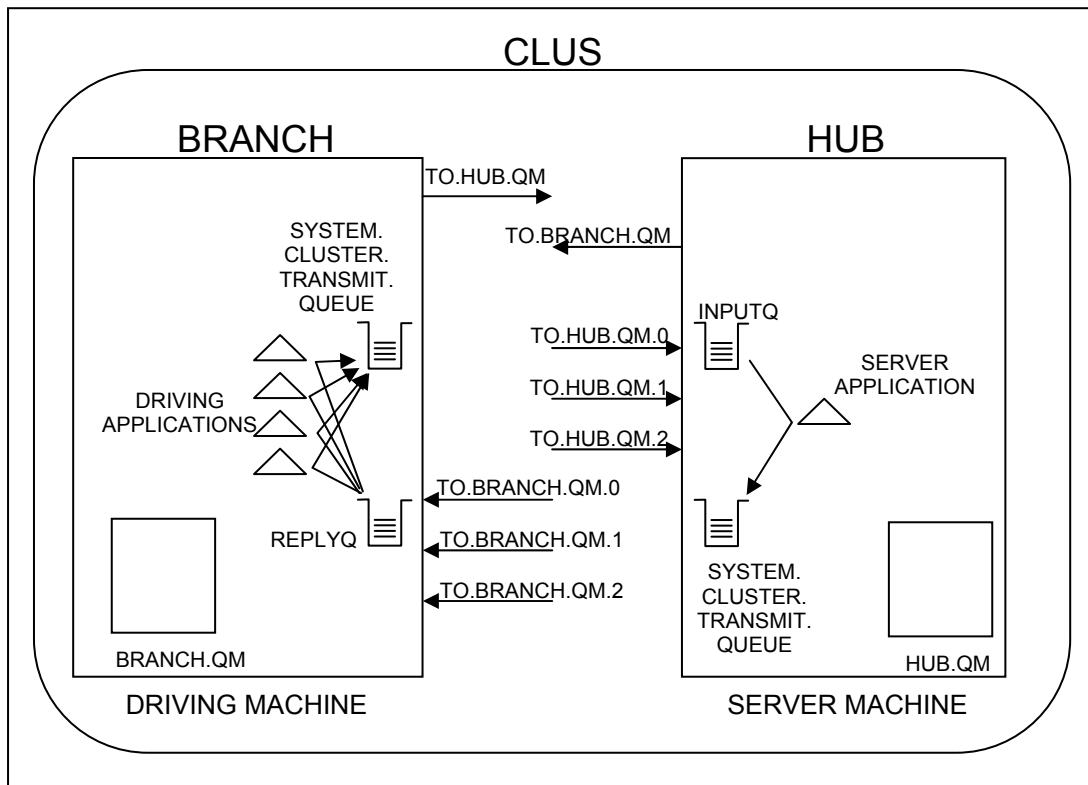 CLUS
BRANCH
HUB
TO.HUB.QM
TO.BRANCH.QM
SYSTEM.
CLUSTER.
TRANSMIT.
QUEUE
INPUTQ
TO.HUB.QM.0
TO.HUB.QM.1
TO.HUB.QM.2
SERVER
APPLICATION
DRIVING
APPLICATIONS
TO.BRANCH.QM.0
TO.BRANCH.QM.1
TO.BRANCH.QM.2
REPLYQ
SYSTEM.
CLUSTER.
TRANSMIT.
QUEUE
BRANCH.QM
HUB.QM
DRIVING MACHINE
SERVER MACHINE